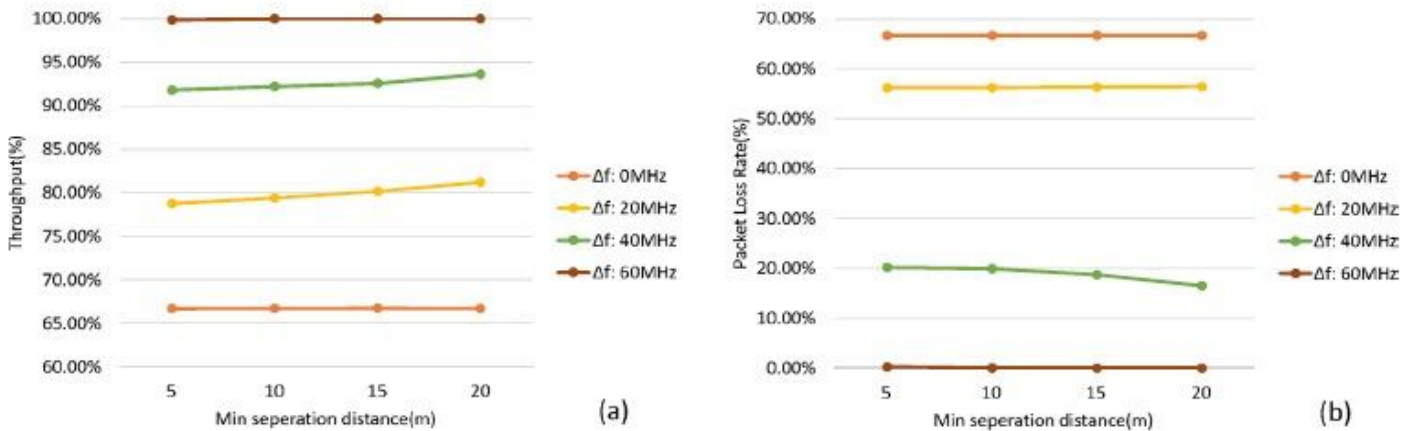 100.00%
95.00%
90.00%
85.00%
80.00%
75.00%
70.00%
65.00%
60.00%
Throughput(%)
5 10 15 20
Min seperation distance(m)
Δf: 0MHz
Δf: 20MHz
Δf: 40MHz
Δf: 60MHz
(a)
70.00%
60.00%
50.00%
40.00%
30.00%
20.00%
10.00%
0.00%
Packet Loss Rate(%)
5 10 15 20
Min seperation distance(m)
Δf: 0MHz
Δf: 20MHz
Δf: 40MHz
Δf: 60MHz
(b)